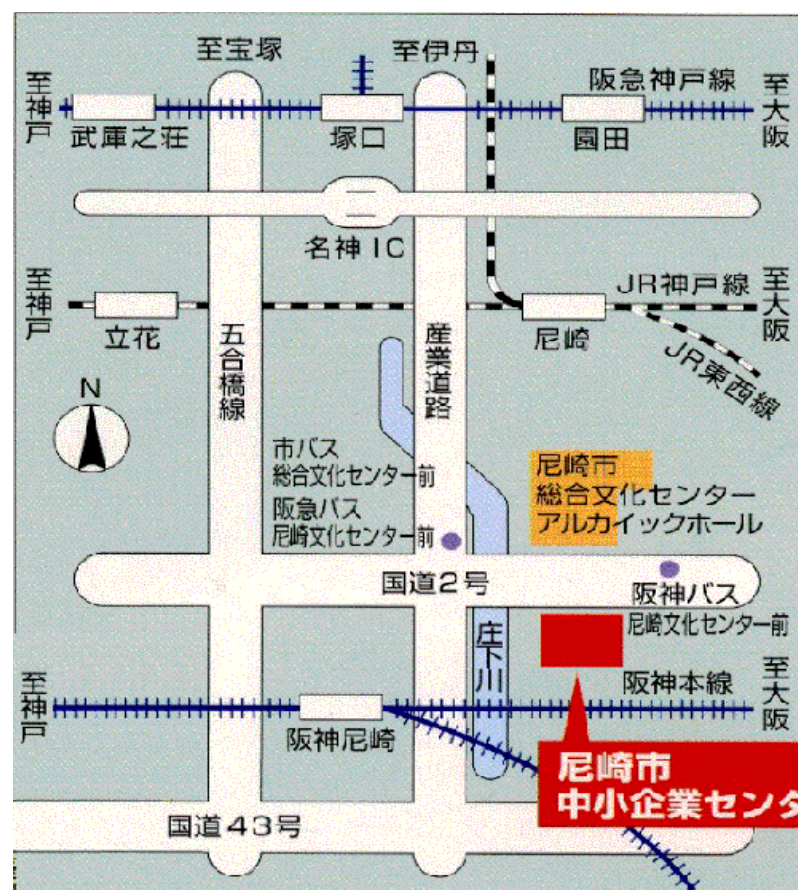 至宝塚
至伊丹
至神戸
阪急神戸線
至大阪
武庫之荘
塚口
園田
名神IC
至神戸
JR神戸線
至大阪
立花
尼崎
JR東西線
五合橋線
産業道路
N
市バス
総合文化センター前
阪急バス
尼崎文化センター前
尼崎市
総合文化センター
アルカイックホール
国道2号
阪神バス
尼崎文化センター前
庄下川
至神戸
阪神本線
至大阪
阪神尼崎
尼崎市
中小企業センタ
国道43号